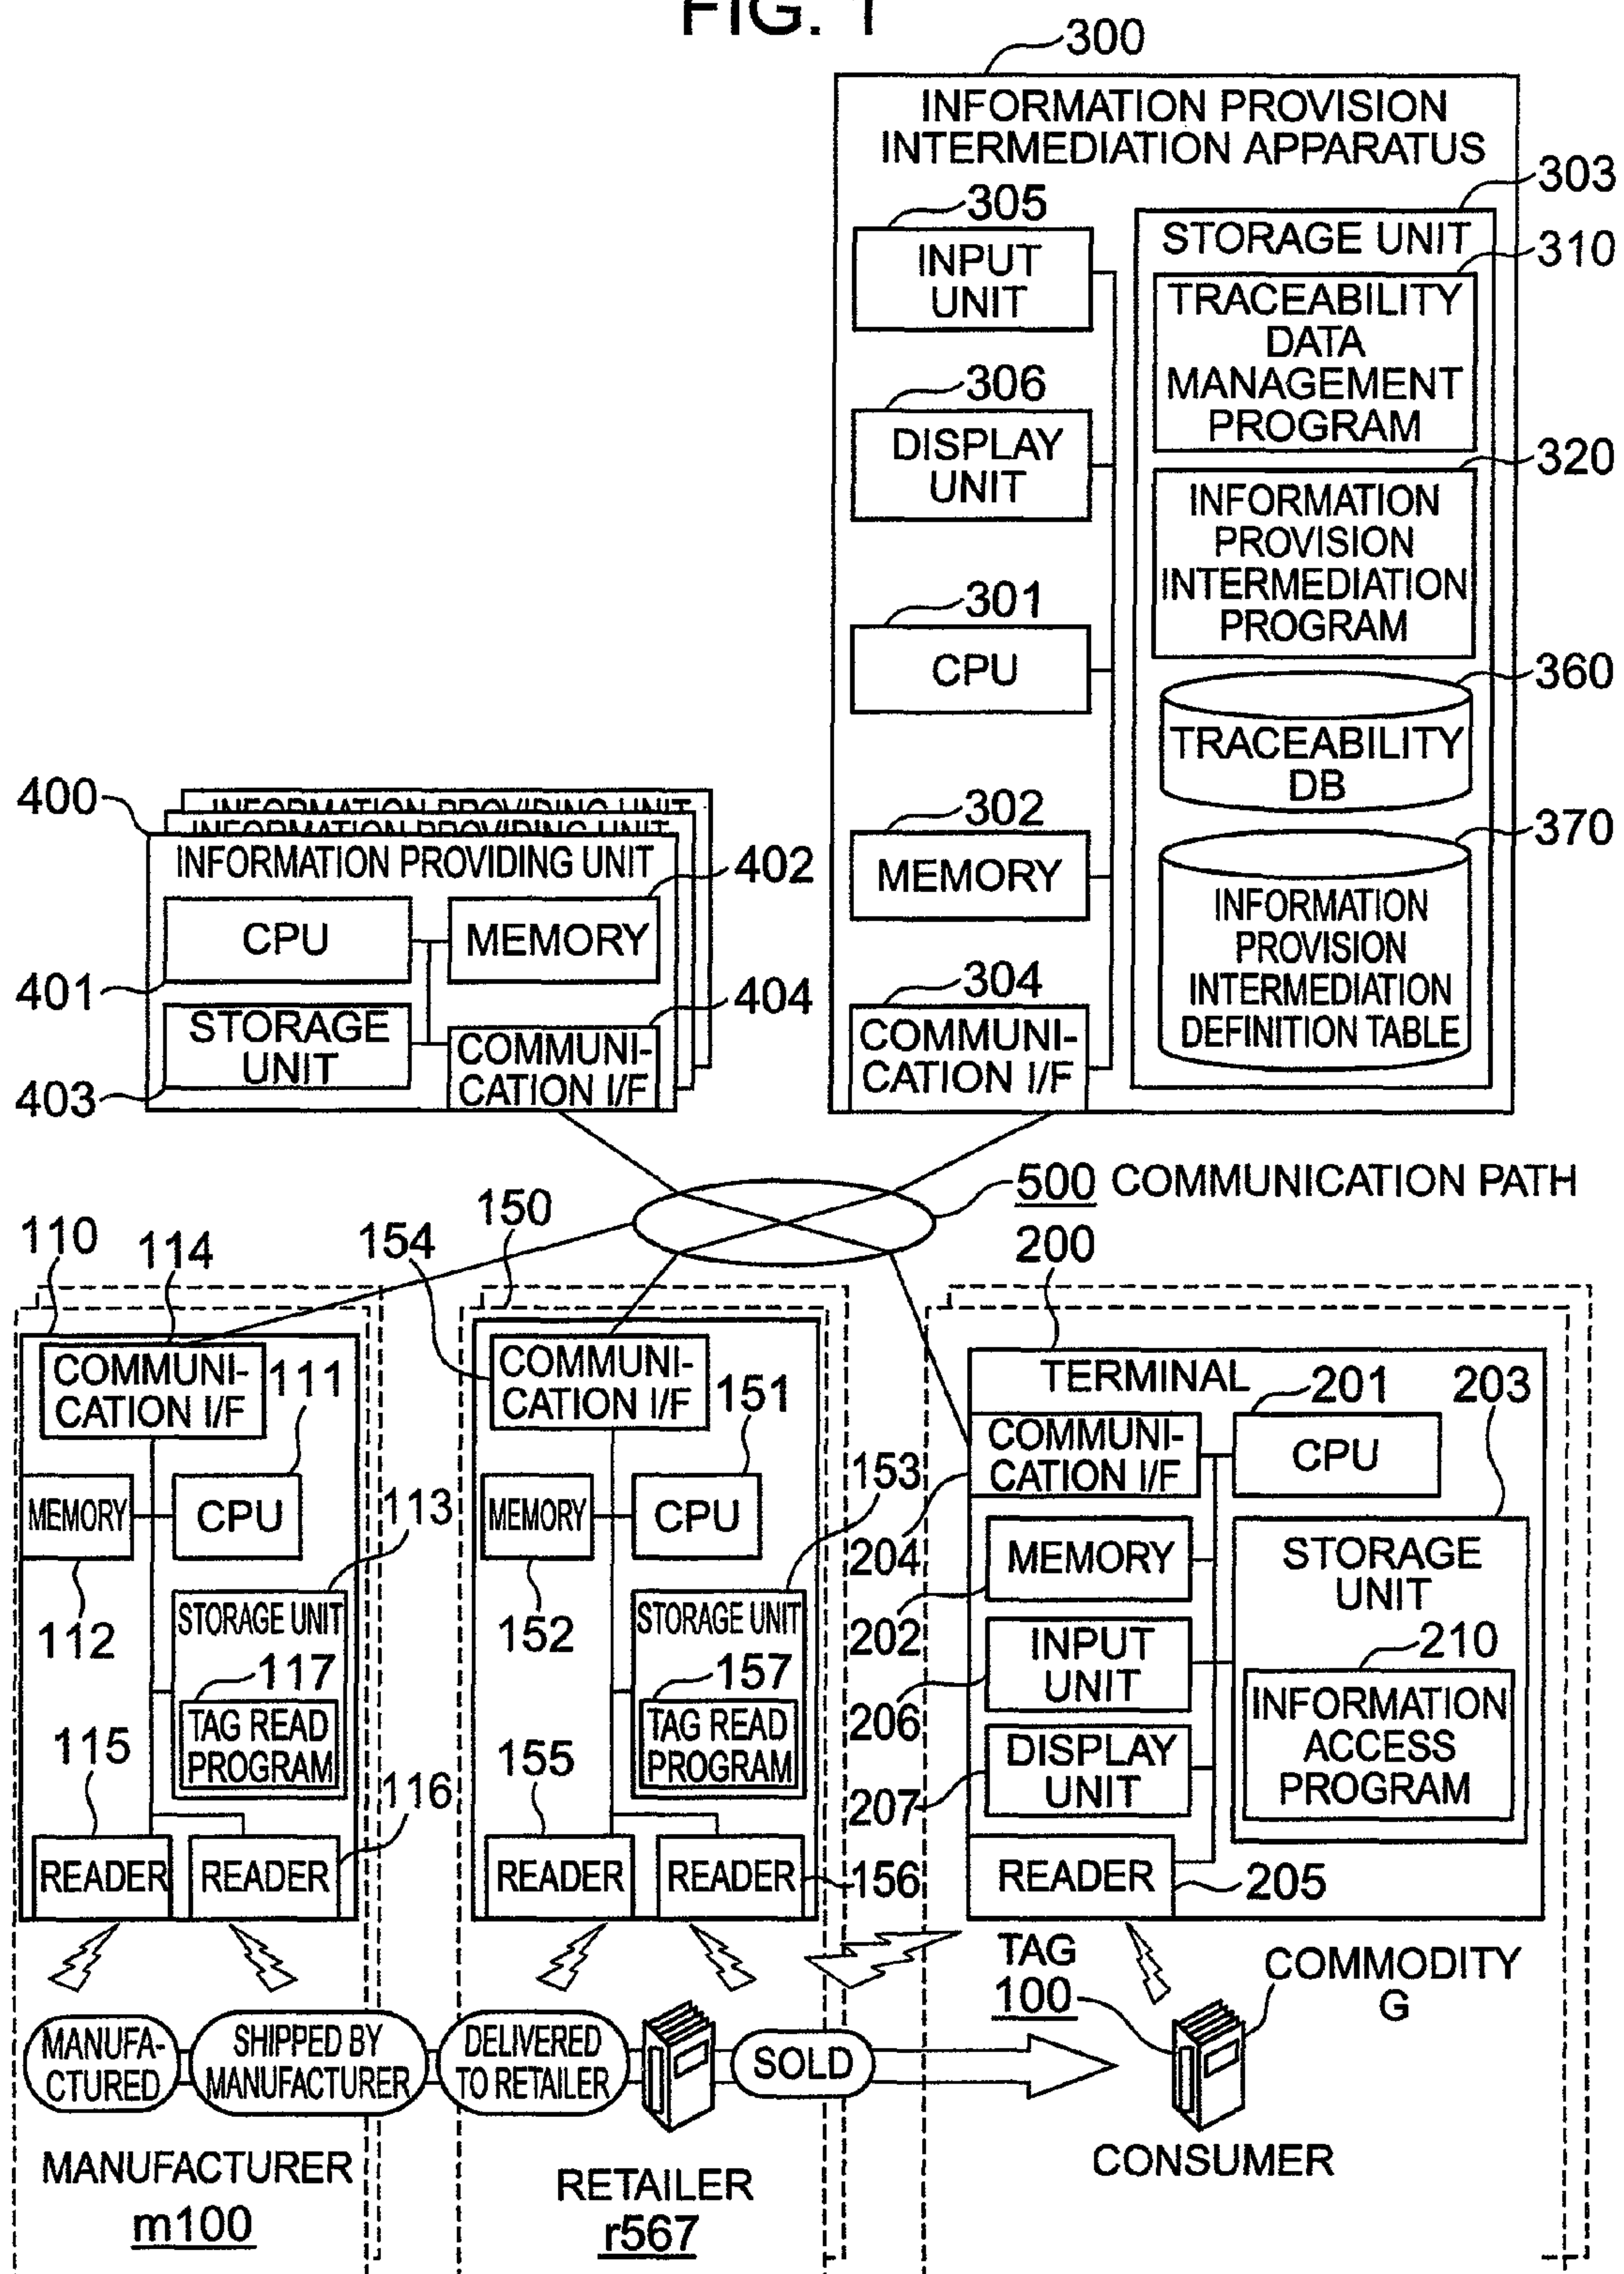 FIG. 1
300
INFORMATION PROVISION
INTERMEDIATION APPARATUS
303
305
STORAGE UNIT
INPUT
UNIT
310
TRACEABILITY
DATA
MANAGEMENT
PROGRAM
306
DISPLAY
UNIT
320
INFORMATION
PROVISION
INTERMEDIATION
PROGRAM
301
CPU
360
TRACEABILITY
DB
302
MEMORY
370
INFORMATION
PROVISION
INTERMEDIATION
DEFINITION TABLE
304
COMMUNI-
CATION I/F
400
INFORMATION PROVIDING UNIT
INFORMATION PROVIDING UNIT
INFORMATION PROVIDING UNIT
402
CPU
MEMORY
401
404
STORAGE
UNIT
COMMUNI-
CATION I/F
403
500 COMMUNICATION PATH
110
114
COMMUNI-
CATION I/F
111
MEMORY
CPU
113
112
STORAGE UNIT
117
TAG READ
PROGRAM
115
116
READER
READER
150
154
COMMUNI-
CATION I/F
151
MEMORY
CPU
153
152
STORAGE UNIT
157
TAG READ
PROGRAM
155
READER
READER
156
200
TERMINAL
201
203
COMMUNI-
CATION I/F
CPU
204
MEMORY
STORAGE
UNIT
202
INPUT
UNIT
210
206
INFORMATION
ACCESS
PROGRAM
DISPLAY
UNIT
207
READER
205
TAG
100
COMMODITY
G
MANUFA-
CTURED
SHIPPED BY
MANUFACTURER
DELIVERED
TO RETAILER
SOLD
MANUFACTURER
m100
RETAILER
r567
CONSUMER